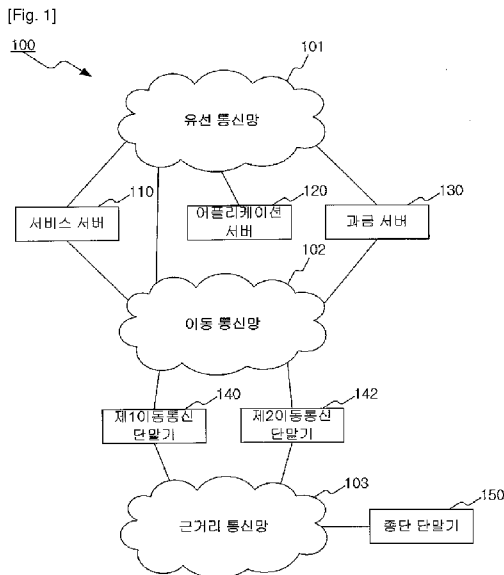 [Fig. 1]
100
101
유선 통신망
110
120
130
서비스 서버
어플리케이션
서버
과금 서버
102
이동 통신망
140
142
제1이동통신
단말기
제2이동통신
단말기
103
근거리 통신망
150
종단 단말기